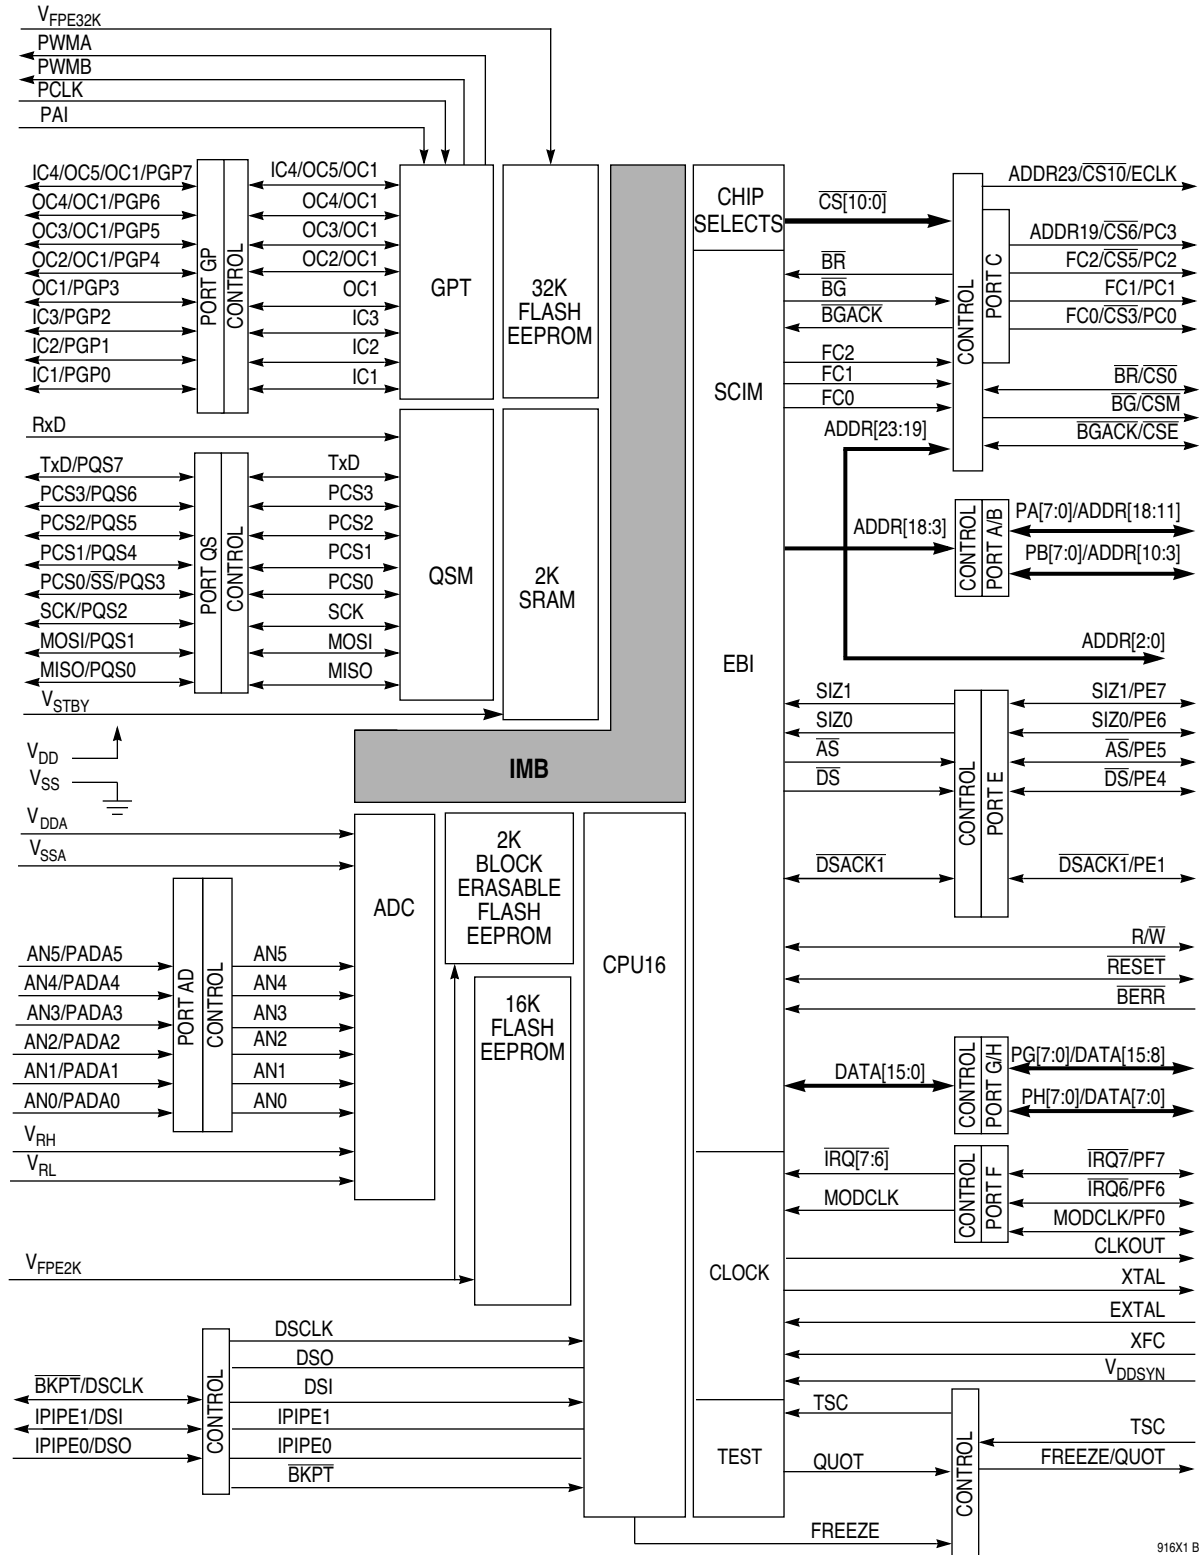 VFPE32K
PWMA
PWMB
PCLK
PAI
IC4/OC5/OC1/PGP7
OC4/OC1/PGP6
OC3/OC1/PGP5
OC2/OC1/PGP4
OC1/PGP3
IC3/PGP2
IC2/PGP1
IC1/PGP0
PORT GP
CONTROL
IC4/OC5/OC1
OC4/OC1
OC3/OC1
OC2/OC1
OC1
IC3
IC2
IC1
GPT
32K
FLASH
EEPROM
RxD
TxD/PQS7
PCS3/PQS6
PCS2/PQS5
PCS1/PQS4
PCS0/SS/PQS3
SCK/PQS2
MOSI/PQS1
MISO/PQS0
PORT QS
CONTROL
TxD
PCS3
PCS2
PCS1
PCS0
SCK
MOSI
MISO
QSM
2K
SRAM
VSTBY
VDD
VSS
IMB
VDDA
VSSA
AN5/PADA5
AN4/PADA4
AN3/PADA3
AN2/PADA2
AN1/PADA1
AN0/PADA0
PORT AD
CONTROL
AN5
AN4
AN3
AN2
AN1
AN0
ADC
VRH
VRL
2K
BLOCK
ERASABLE
FLASH
EEPROM
16K
FLASH
EEPROM
CPU16
VFPE2K
BKPT/DSCLK
IPIPE1/DSI
IPIPE0/DSO
CONTROL
DSCLK
DSO
DSI
IPIPE1
IPIPE0
BKPT
CHIP
SELECTS
SCIM
EBI
CLOCK
TEST
CS[10:0]
BR
BG
BGACK
FC2
FC1
FC0
ADDR[23:19]
CONTROL
PORT C
ADDR23/CS10/ECLK
ADDR19/CS6/PC3
FC2/CS5/PC2
FC1/PC1
FC0/CS3/PC0
BR/CS0
BG/CSM
BGACK/CSE
ADDR[18:3]
CONTROL
PORT A/B
PA[7:0]/ADDR[18:11]
PB[7:0]/ADDR[10:3]
ADDR[2:0]
SIZ1
SIZ0
AS
DS
DSACK1
CONTROL
PORT E
SIZ1/PE7
SIZ0/PE6
AS/PE5
DS/PE4
DSACK1/PE1
R/W
RESET
BERR
DATA[15:0]
CONTROL
PORT G/H
PG[7:0]/DATA[15:8]
PH[7:0]/DATA[7:0]
IRQ[7:6]
MODCLK
CONTROL
PORT F
IRQ7/PF7
IRQ6/PF6
MODCLK/PF0
CLKOUT
XTAL
EXTAL
XFC
VDDSYN
TSC
QUOT
FREEZE
CONTROL
TSC
FREEZE/QUOT
916X1 B